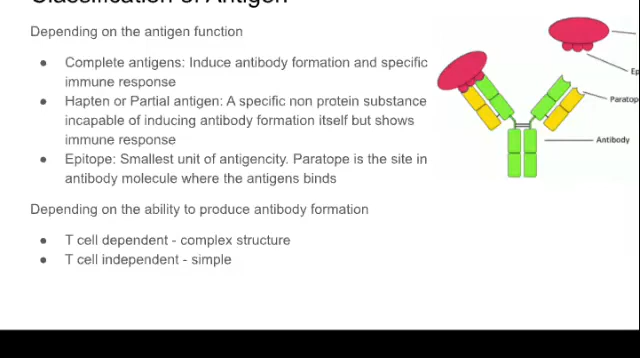 Classification of Antigen
Depending on the antigen function
● Complete antigens: Induce antibody formation and specific
immune response
● Hapten or Partial antigen: A specific non protein substance
incapable of inducing antibody formation itself but shows
immune response
● Epitope: Smallest unit of antigencity. Paratope is the site in
antibody molecule where the antigens binds
Depending on the ability to produce antibody formation
● T cell dependent - complex structure
● T cell independent - simple
Ep
Paratop
Antibody